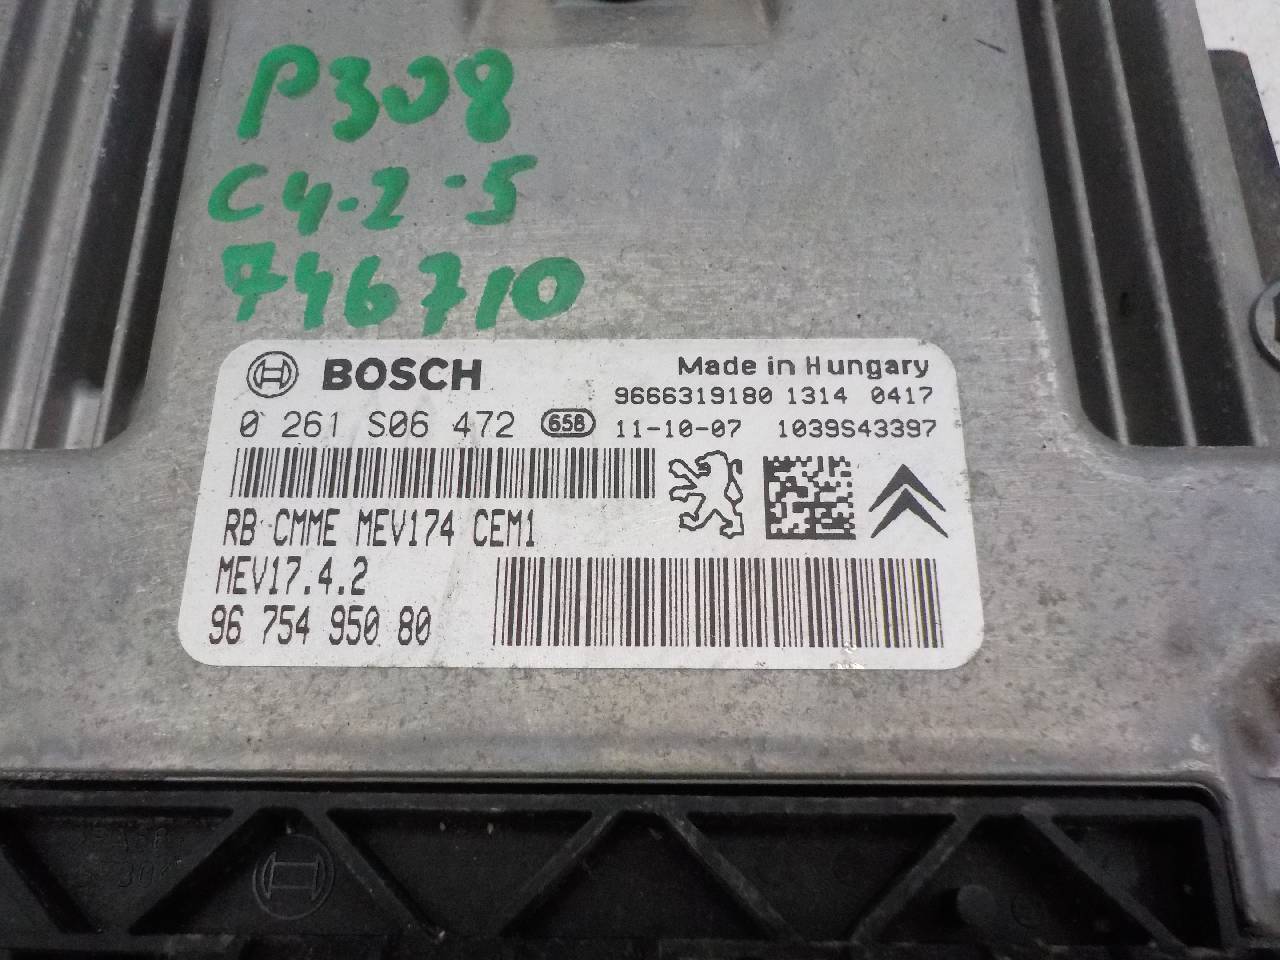 P308
C4-2-5
746710
BOSCH Made in Hungary
9666319180 1314 0417
0 261 S06 472 658 11-10-07 1039S43397
RB CMME MEV174 CEM1
MEV17.4.2
96 754 950 80